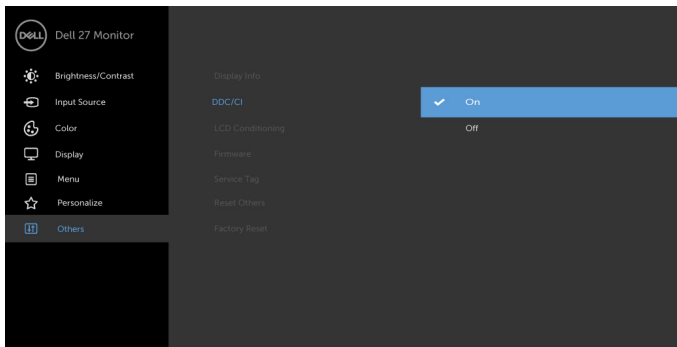 DELL Dell 27 Monitor
Brightness/Contrast
Input Source
Color
Display
Menu
Personalize
Others
Display Info
DDC/CI
LCD Conditioning
Firmware
Service Tag
Reset Others
Factory Reset
On
Off